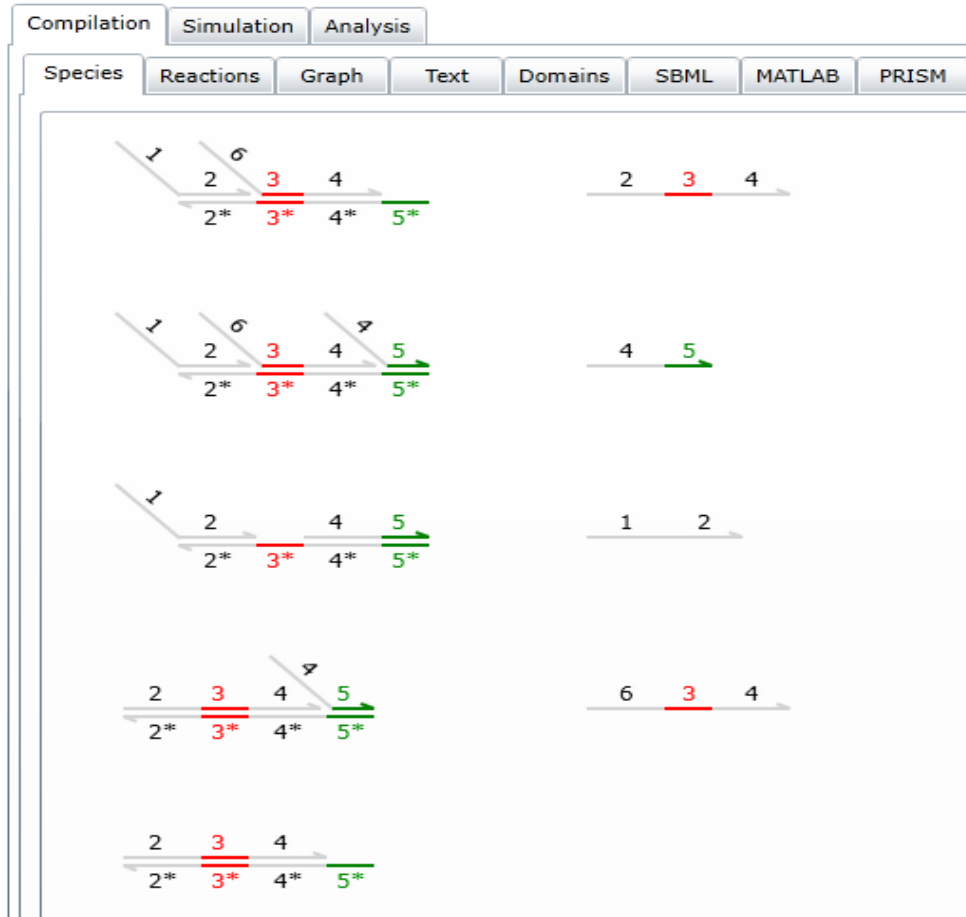 Compilation Simulation Analysis
Species Reactions Graph Text Domains SBML MATLAB PRISM
1 6
2 3 4 2 3 4
2* 3* 4* 5*
1 6 4
2 3 4 5 4 5
2* 3* 4* 5*
1
2 4 5 1 2
2* 3* 4* 5*
4
2 3 4 5 6 3 4
2* 3* 4* 5*
2 3 4
2* 3* 4* 5*